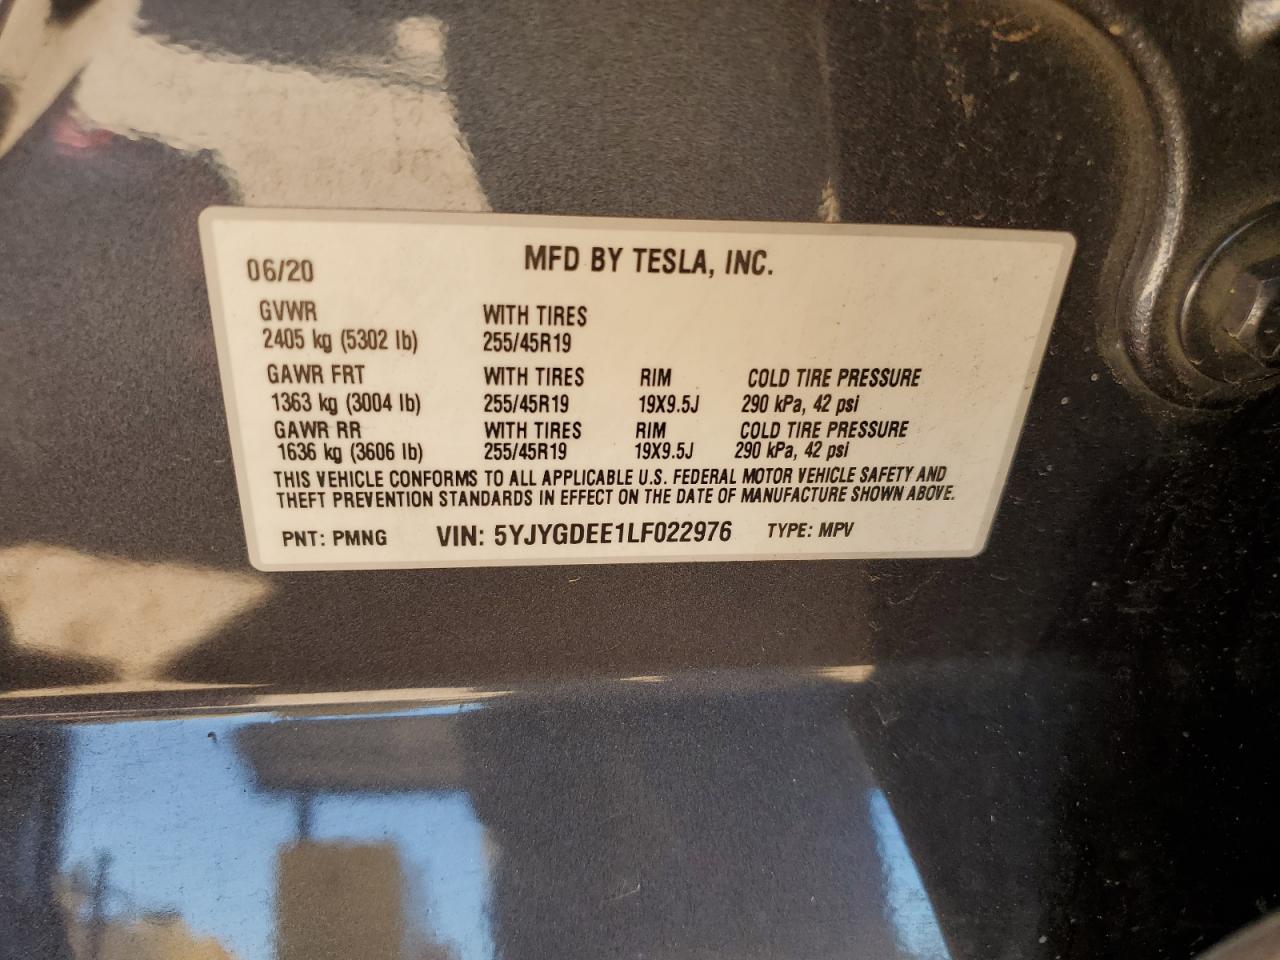 06/20 MFD BY TESLA, INC.
GVWR WITH TIRES
2405 kg (5302 lb) 255/45R19
GAWR FRT WITH TIRES RIM COLD TIRE PRESSURE
1363 kg (3004 lb) 255/45R19 19X9.5J 290 kPa, 42 psi
GAWR RR WITH TIRES RIM COLD TIRE PRESSURE
1636 kg (3606 lb) 255/45R19 19X9.5J 290 kPa, 42 psi
THIS VEHICLE CONFORMS TO ALL APPLICABLE U.S. FEDERAL MOTOR VEHICLE SAFETY AND
THEFT PREVENTION STANDARDS IN EFFECT ON THE DATE OF MANUFACTURE SHOWN ABOVE.
PNT: PMNG VIN: 5YJYGDEE1LF022976 TYPE: MPV